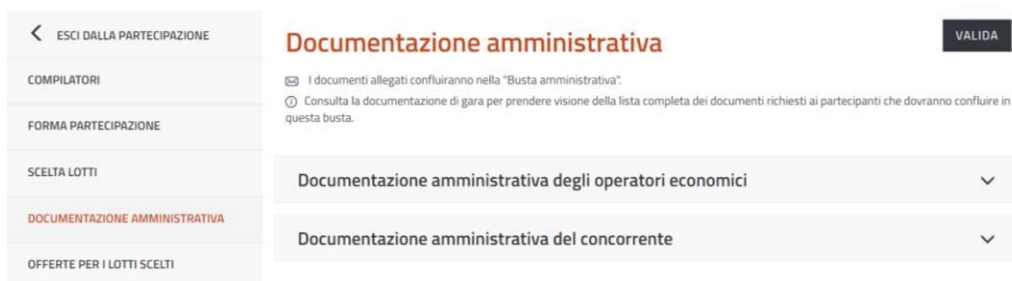 ESCI DALLA PARTECIPAZIONE
COMPILATORI
FORMA PARTECIPAZIONE
SCELTA LOTTI
DOCUMENTAZIONE AMMINISTRATIVA
OFFERTE PER I LOTTI SCELTI
Documentazione amministrativa
VALIDA
I documenti allegati confluiranno nella "Busta amministrativa".
Consulta la documentazione di gara per prendere visione della lista completa dei documenti richiesti ai partecipanti che dovranno confluire in
questa busta.
Documentazione amministrativa degli operatori economici
Documentazione amministrativa del concorrente